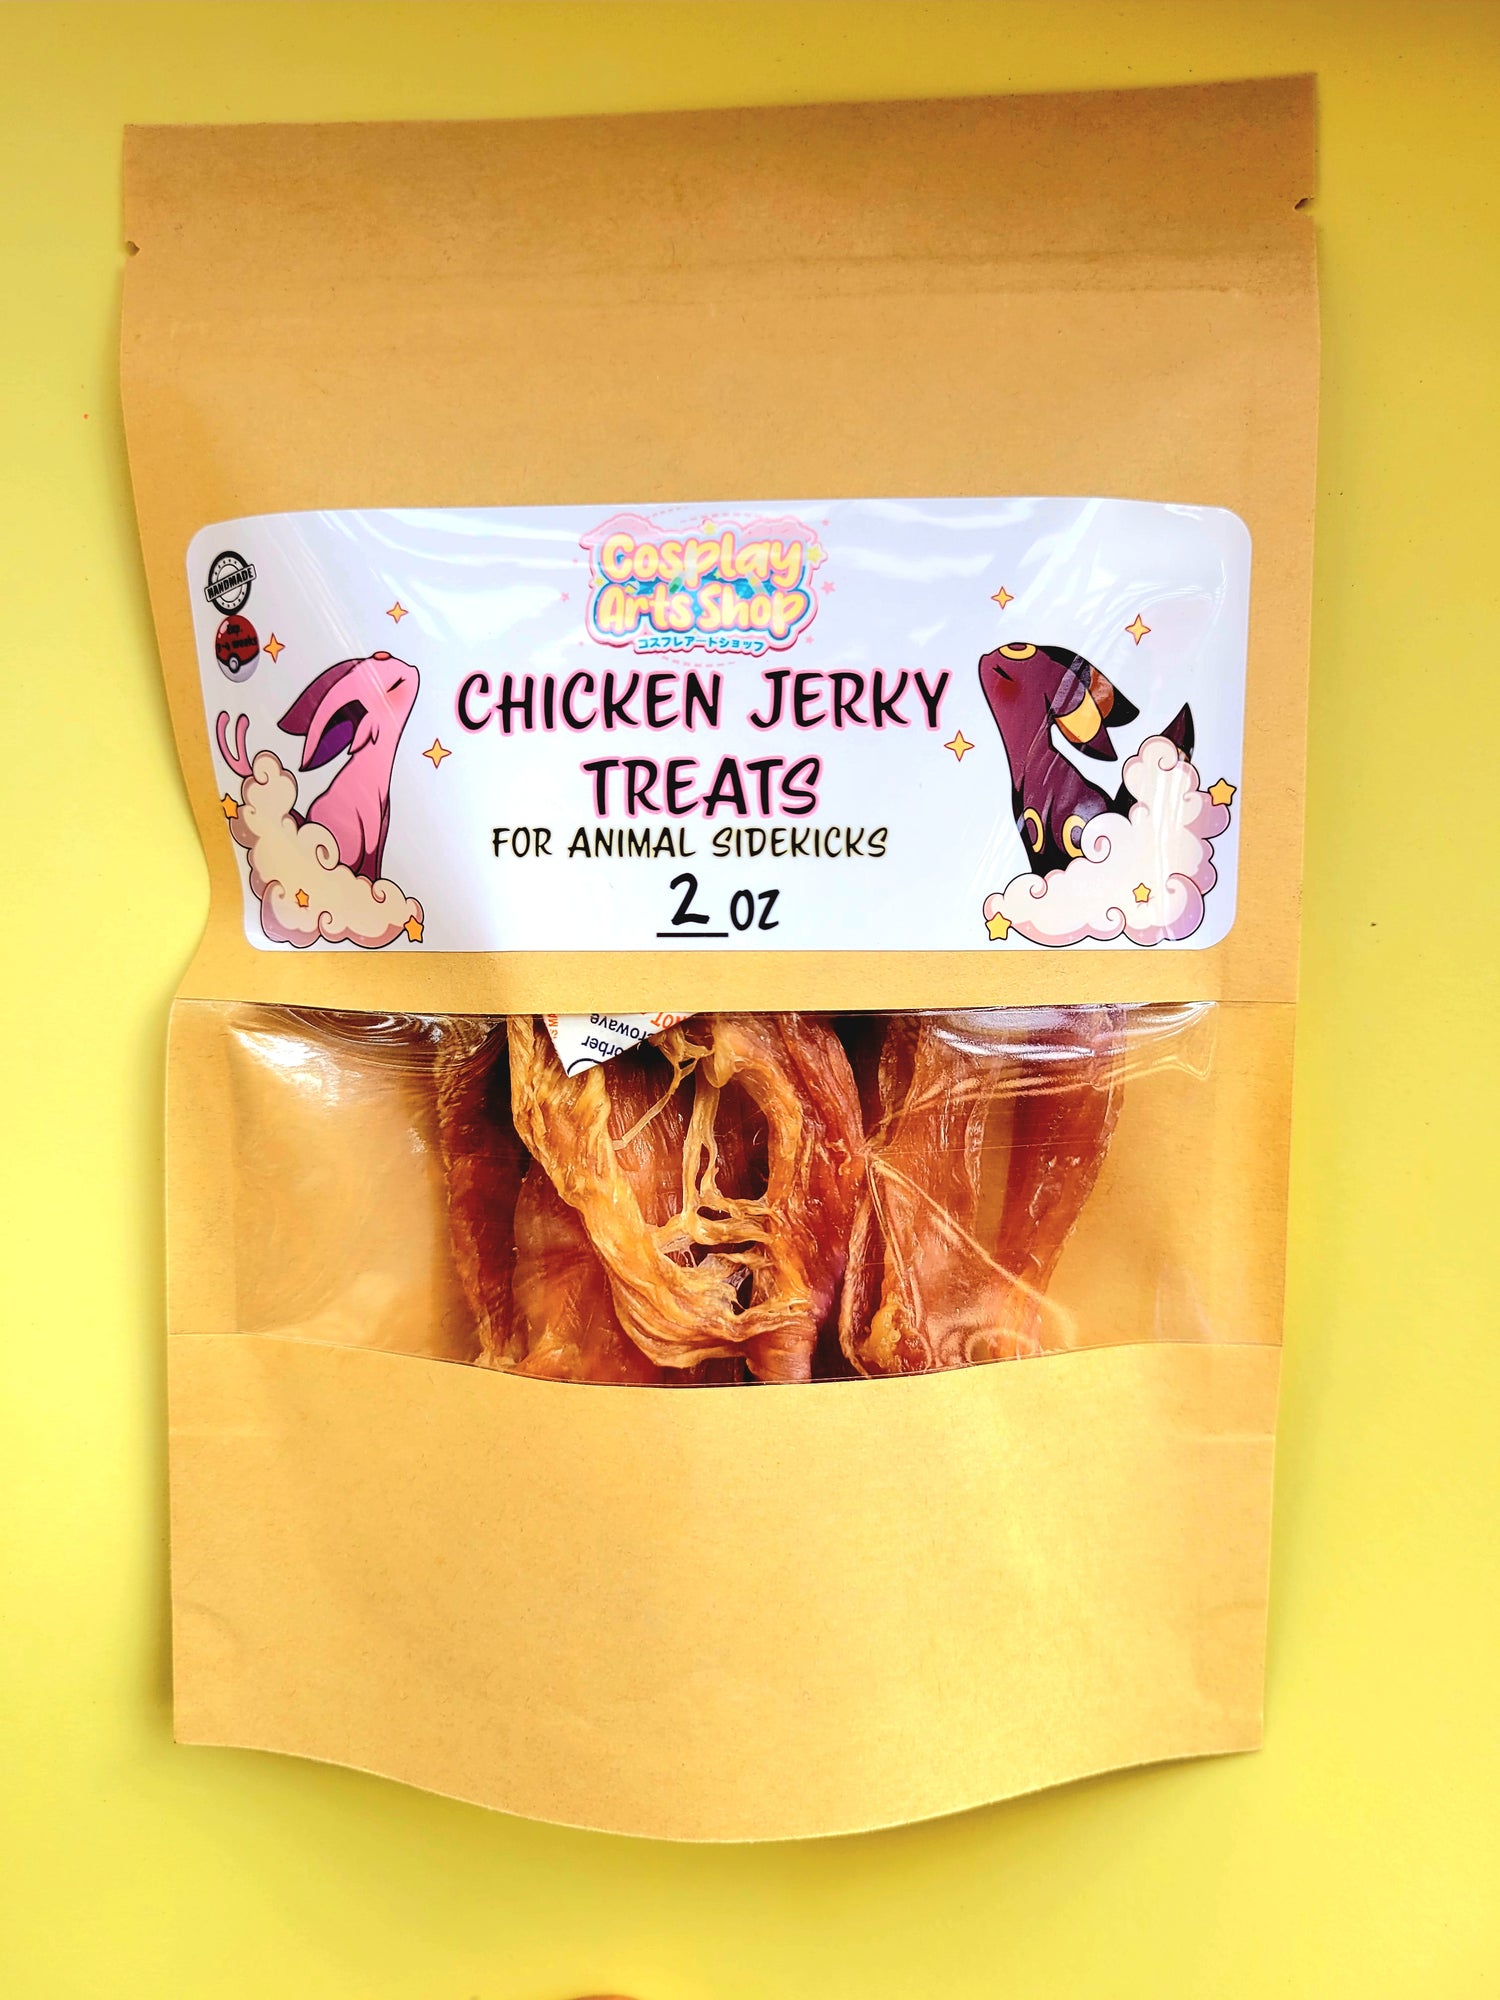 Cosplay
Arts Shop
コスプレアートショップ
HANDMADE
CHICKEN JERKY
TREATS
FOR ANIMAL SIDEKICKS
2 OZ
NOT